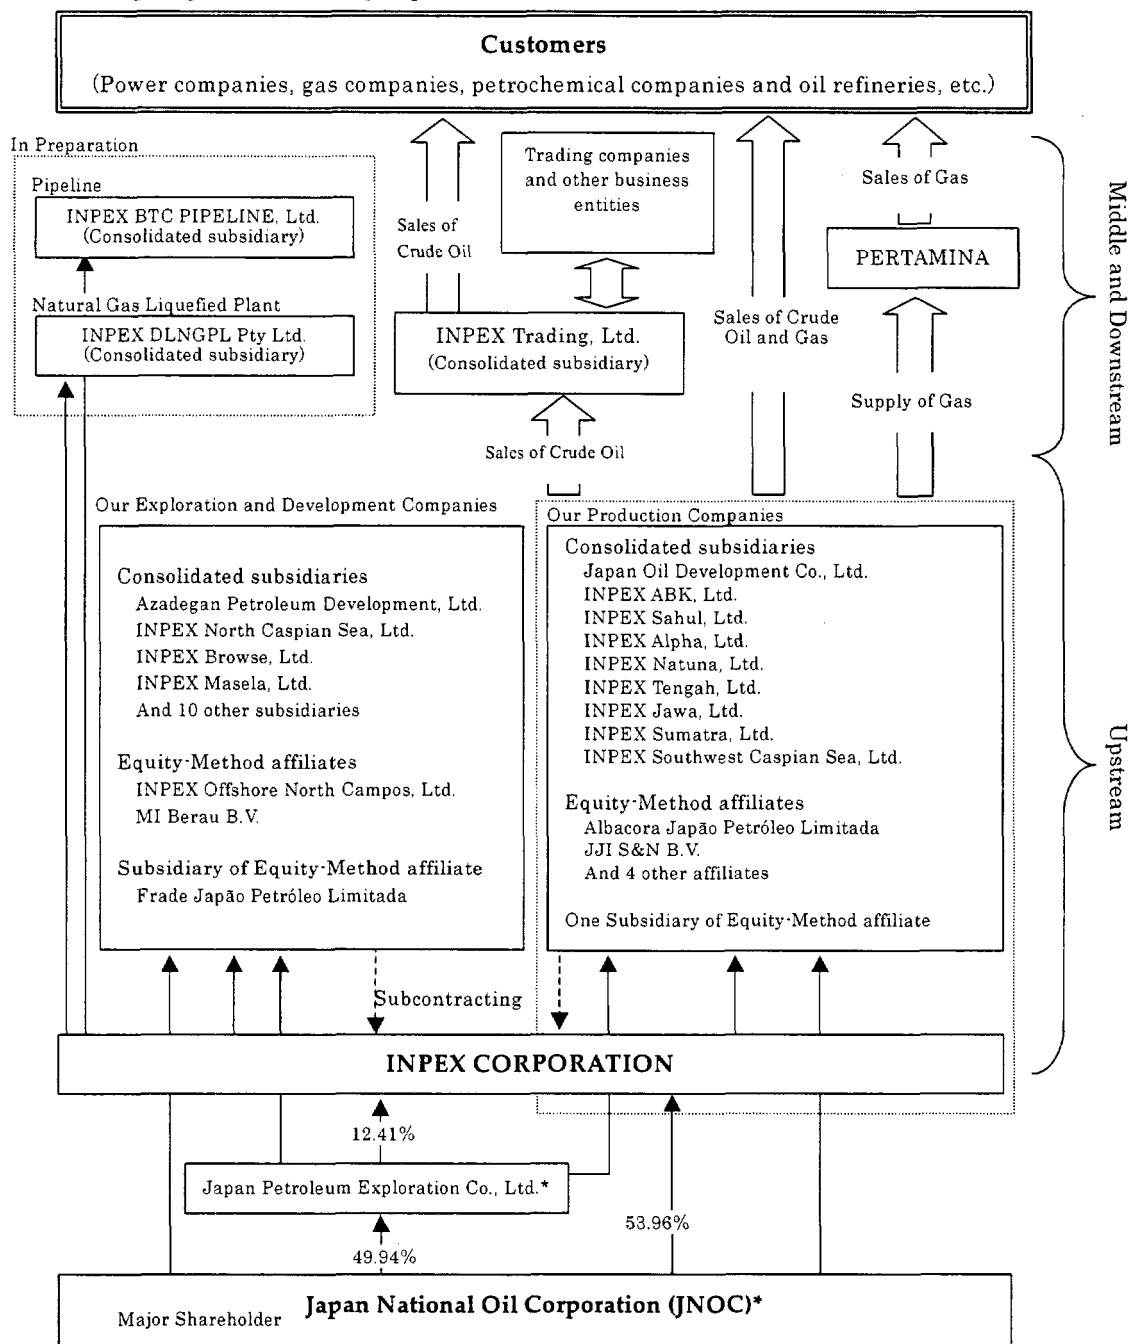 Customers
(Power companies, gas companies, petrochemical companies and oil refineries, etc.)
In Preparation
Pipeline
INPEX BTC PIPELINE, Ltd.
(Consolidated subsidiary)
Natural Gas Liquefied Plant
INPEX DLNGPL Pty Ltd.
(Consolidated subsidiary)
Sales of
Crude Oil
Trading companies
and other business
entities
INPEX Trading, Ltd.
(Consolidated subsidiary)
Sales of Crude Oil
Sales of Crude
Oil and Gas
Sales of Gas
PERTAMINA
Supply of Gas
Middle and Downstream
Our Exploration and Development Companies
Consolidated subsidiaries
Azadegan Petroleum Development, Ltd.
INPEX North Caspian Sea, Ltd.
INPEX Browse, Ltd.
INPEX Masela, Ltd.
And 10 other subsidiaries
Equity-Method affiliates
INPEX Offshore North Campos, Ltd.
MI Berau B.V.
Subsidiary of Equity-Method affiliate
Frade Japão Petróleo Limitada
Our Production Companies
Consolidated subsidiaries
Japan Oil Development Co., Ltd.
INPEX ABK, Ltd.
INPEX Sahul, Ltd.
INPEX Alpha, Ltd.
INPEX Natuna, Ltd.
INPEX Tengah, Ltd.
INPEX Jawa, Ltd.
INPEX Sumatra, Ltd.
INPEX Southwest Caspian Sea, Ltd.
Equity-Method affiliates
Albacora Japão Petróleo Limitada
JJI S&N B.V.
And 4 other affiliates
One Subsidiary of Equity-Method affiliate
Upstream
Subcontracting
INPEX CORPORATION
12.41%
Japan Petroleum Exploration Co., Ltd.*
53.96%
49.94%
Major Shareholder Japan National Oil Corporation (JNOC)*